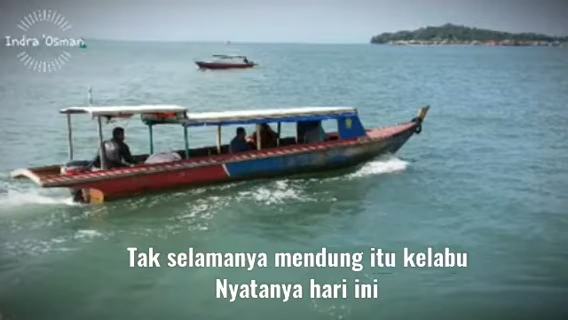 Indra 'Osman
Tak selamanya mendung itu kelabu
Nyatanya hari ini